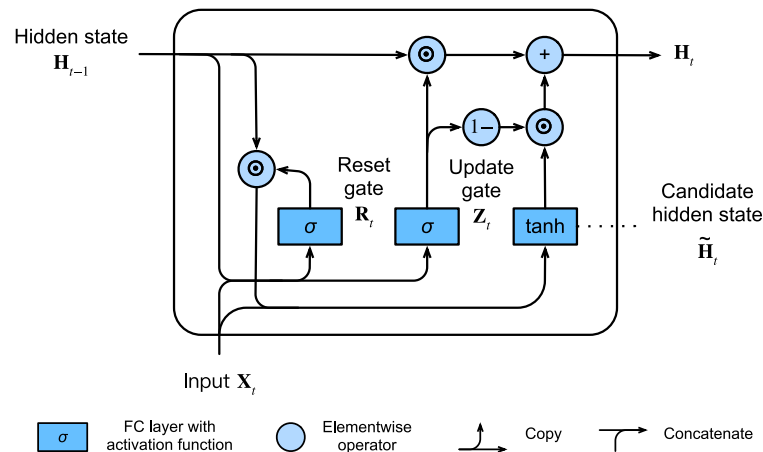 Hidden state
H_{t−1}
H_t
+
⊙
1−
⊙
⊙
Reset
gate
R_t
Update
gate
Z_t
Candidate
hidden state
H̃_t
σ
σ
tanh
Input X_t
σ
FC layer with
activation function
Elementwise
operator
Copy
Concatenate